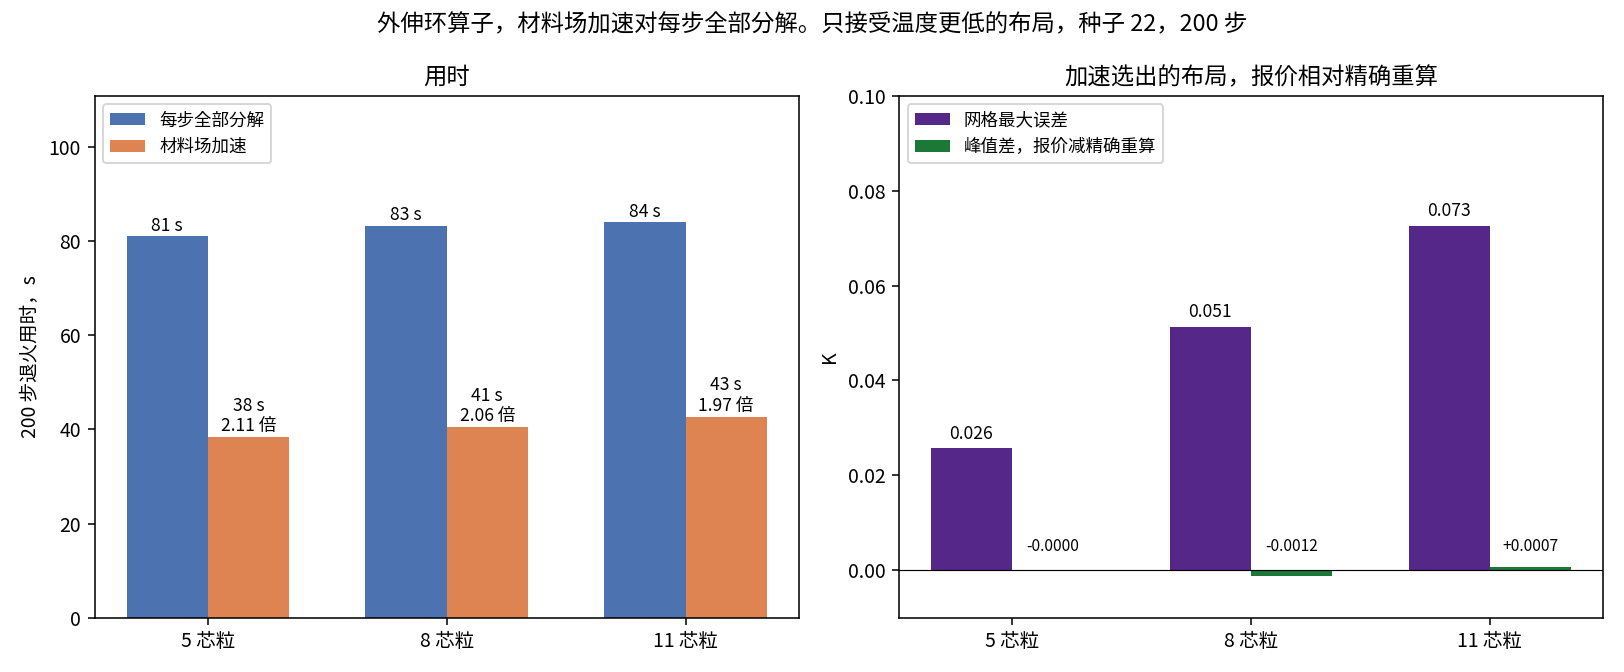 外伸环算子，材料场加速对每步全部分解。只接受温度更低的布局，种子 22，200 步
用时
每步全部分解
材料场加速
200 步退火用时，s
100
80
60
40
20
0
81 s
38 s
2.11 倍
83 s
41 s
2.06 倍
84 s
43 s
1.97 倍
5 芯粒
8 芯粒
11 芯粒
加速选出的布局，报价相对精确重算
网格最大误差
峰值差，报价减精确重算
K
0.10
0.08
0.06
0.04
0.02
0.00
0.026
-0.0000
0.051
-0.0012
0.073
+0.0007
5 芯粒
8 芯粒
11 芯粒